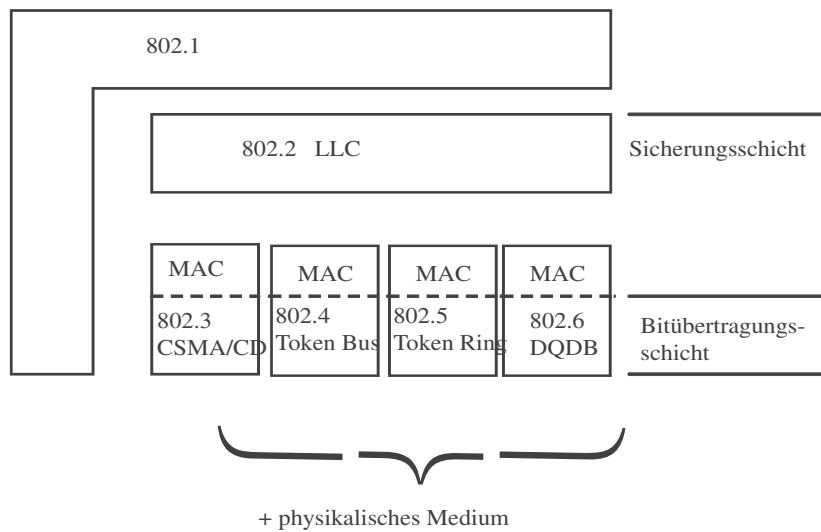 802.1
802.2 LLC
Sicherungsschicht
MAC
MAC
MAC
MAC
802.3
CSMA/CD
802.4
Token Bus
802.5
Token Ring
802.6
DQDB
Bitübertragungs-
schicht
+ physikalisches Medium